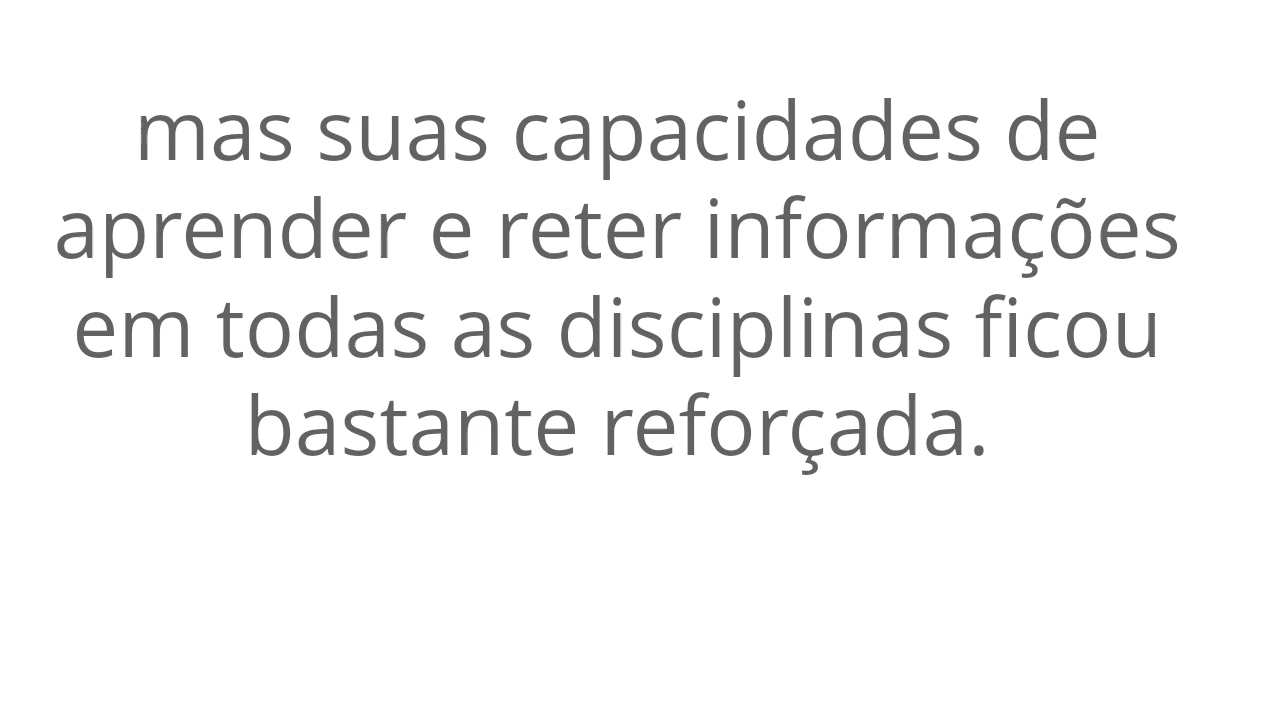 mas suas capacidades de
aprender e reter informações
em todas as disciplinas ficou
bastante reforçada.